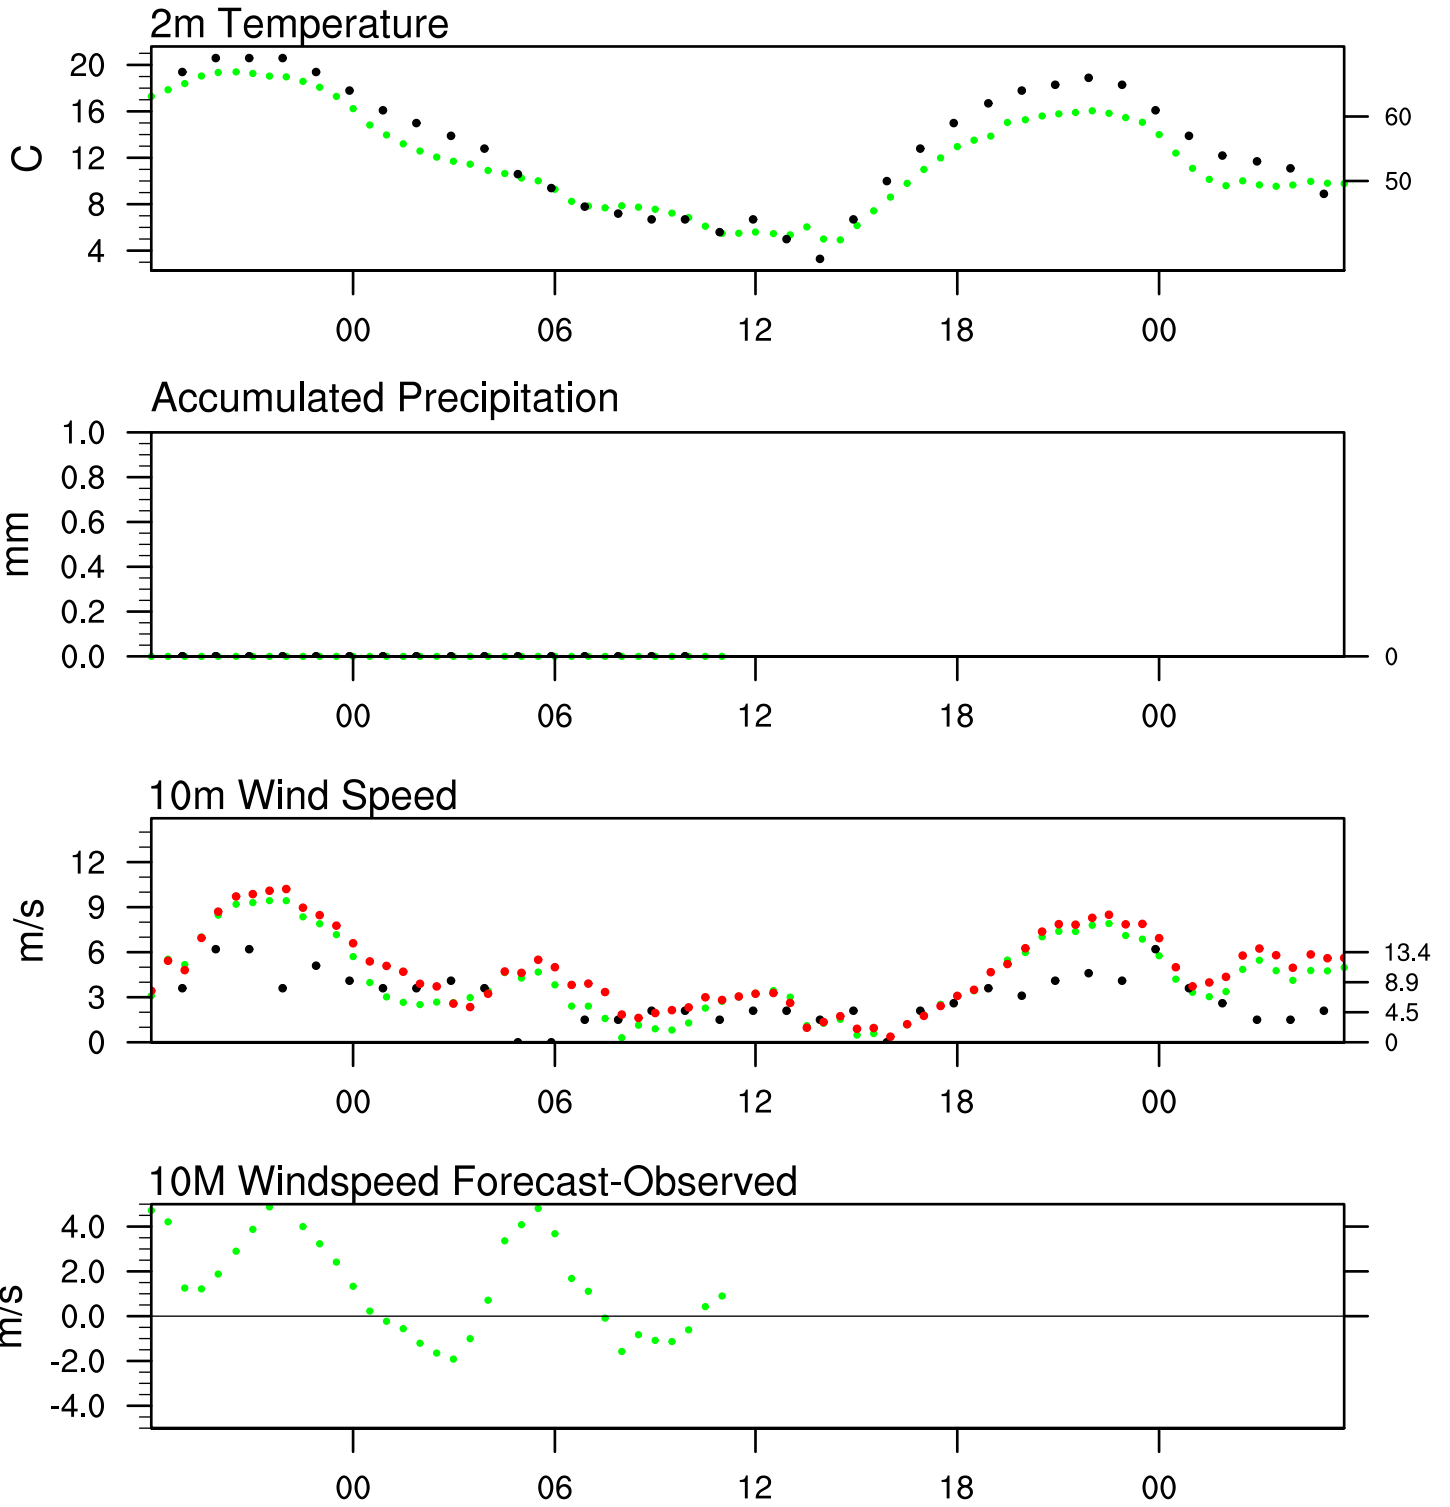 2m Temperature
20
16
12
8
4
C
60
50
00 06 12 18 00
Accumulated Precipitation
1.0
0.8
0.6
0.4
0.2
0.0
mm
0
00 06 12 18 00
10m Wind Speed
12
9
6
3
0
m/s
13.4
8.9
4.5
0
00 06 12 18 00
10M Windspeed Forecast-Observed
4.0
2.0
0.0
-2.0
-4.0
m/s
00 06 12 18 00